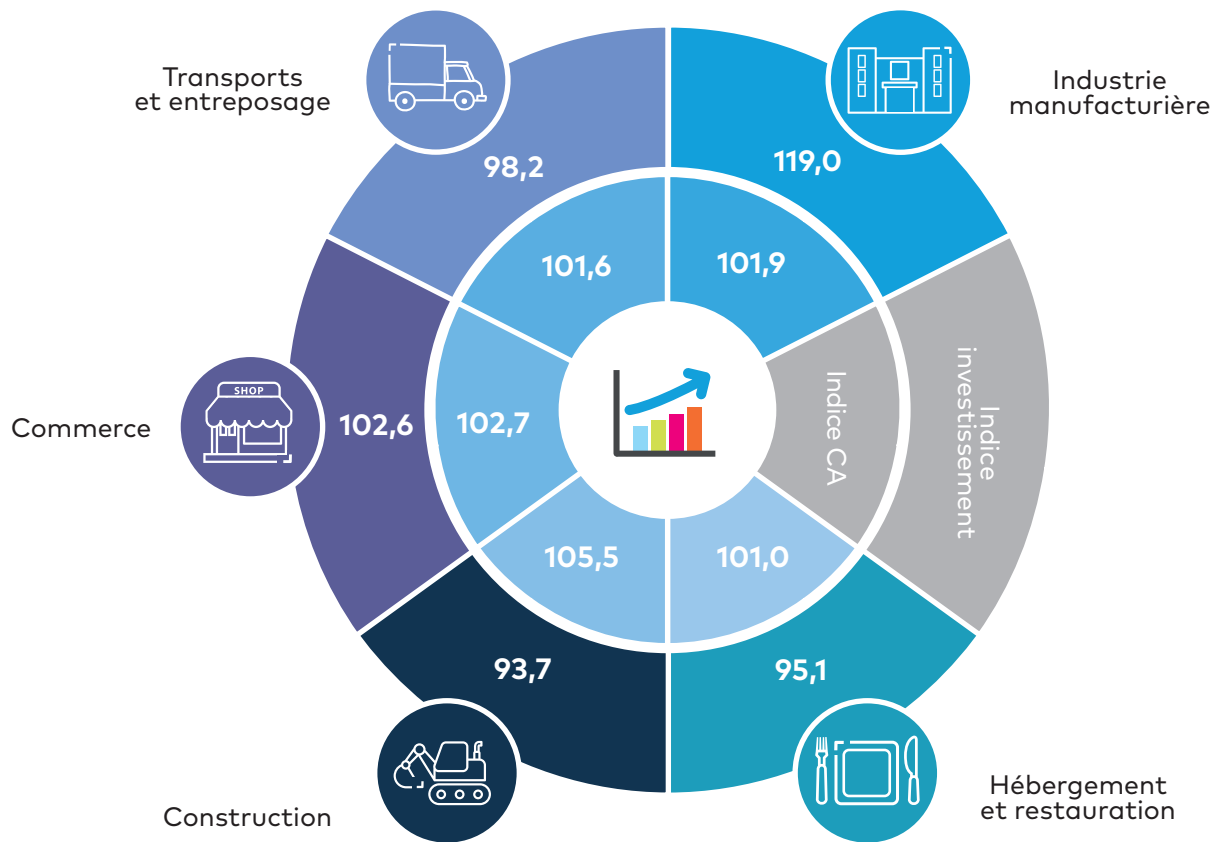 Transports
et entreposage
Industrie
manufacturière
98,2
119,0
101,6
101,9
Commerce
SHOP
102,6
102,7
Indice CA
Indice
investissement
105,5
101,0
93,7
95,1
Construction
Hébergement
et restauration